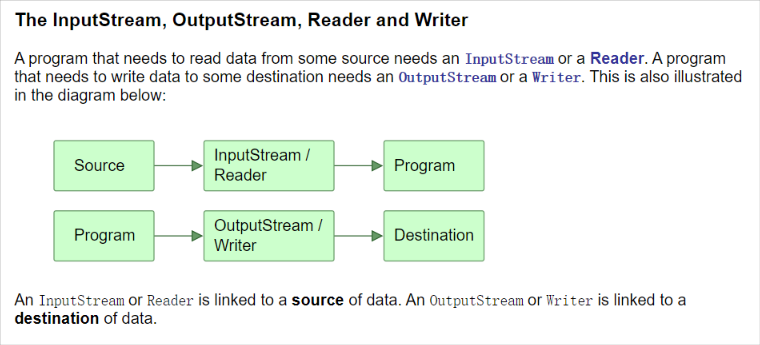 The InputStream, OutputStream, Reader and Writer
A program that needs to read data from some source needs an InputStream or a Reader. A program
that needs to write data to some destination needs an OutputStream or a Writer. This is also illustrated
in the diagram below:
Source
InputStream /
Reader
Program
Program
OutputStream /
Writer
Destination
An InputStream or Reader is linked to a source of data. An OutputStream or Writer is linked to a
destination of data.